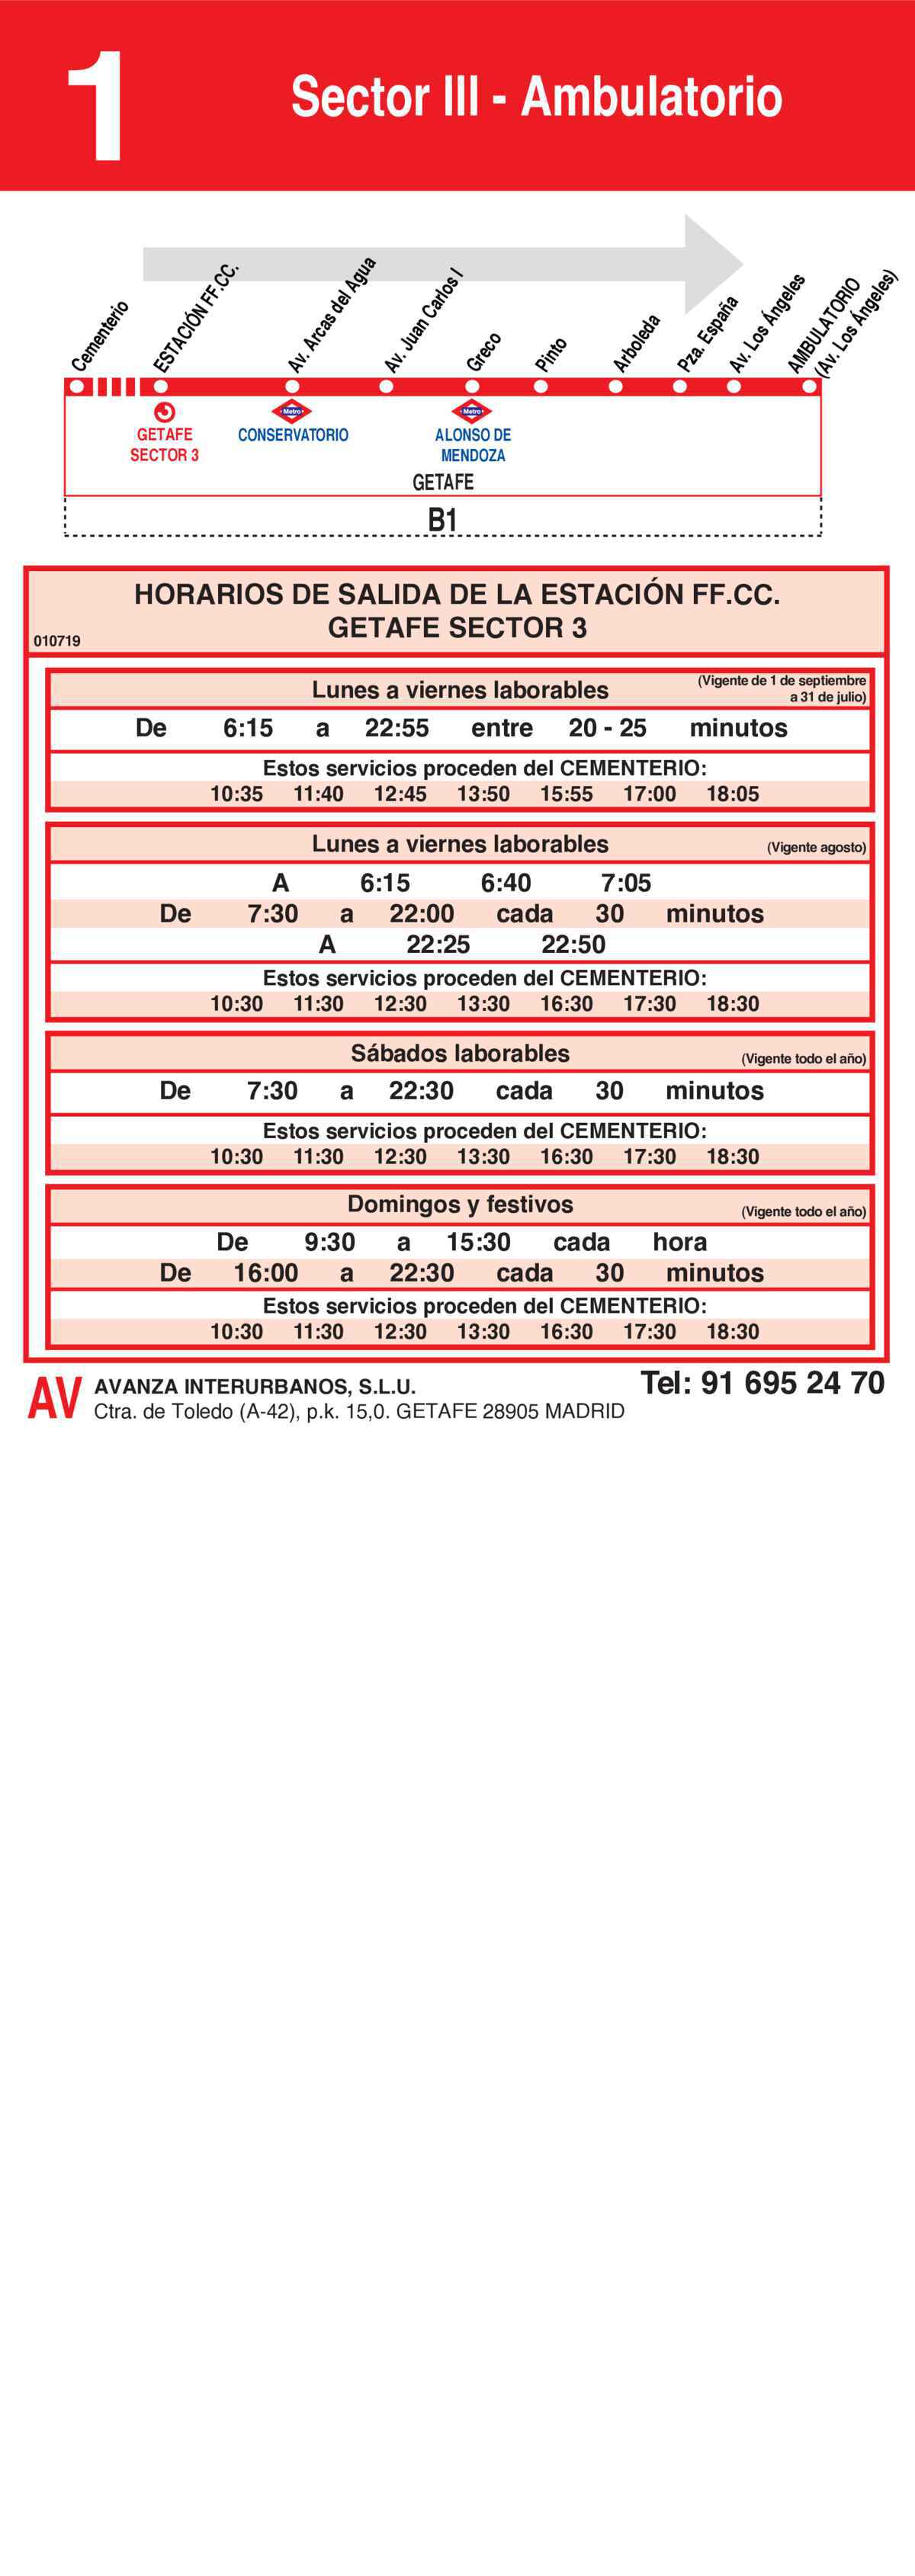 1
Sector III - Ambulatorio
Cementerio
ESTACIÓN FF.CC.
Av. Arcas del Agua
Av. Juan Carlos I
Greco
Pinto
Arboleda
Pza. España
Av. Los Ángeles
AMBULATORIO
(Av. Los Ángeles)
GETAFE
SECTOR 3
Metro
CONSERVATORIO
Metro
ALONSO DE
MENDOZA
GETAFE
B1
HORARIOS DE SALIDA DE LA ESTACIÓN FF.CC.
GETAFE SECTOR 3
010719
Lunes a viernes laborables
(Vigente de 1 de septiembre
a 31 de julio)
De 6:15 a 22:55 entre 20 - 25 minutos
Estos servicios proceden del CEMENTERIO:
10:35 11:40 12:45 13:50 15:55 17:00 18:05
Lunes a viernes laborables (Vigente agosto)
A 6:15 6:40 7:05
De 7:30 a 22:00 cada 30 minutos
A 22:25 22:50
Estos servicios proceden del CEMENTERIO:
10:30 11:30 12:30 13:30 16:30 17:30 18:30
Sábados laborables (Vigente todo el año)
De 7:30 a 22:30 cada 30 minutos
Estos servicios proceden del CEMENTERIO:
10:30 11:30 12:30 13:30 16:30 17:30 18:30
Domingos y festivos (Vigente todo el año)
De 9:30 a 15:30 cada hora
De 16:00 a 22:30 cada 30 minutos
Estos servicios proceden del CEMENTERIO:
10:30 11:30 12:30 13:30 16:30 17:30 18:30
AV AVANZA INTERURBANOS, S.L.U. Tel: 91 695 24 70
Ctra. de Toledo (A-42), p.k. 15,0. GETAFE 28905 MADRID